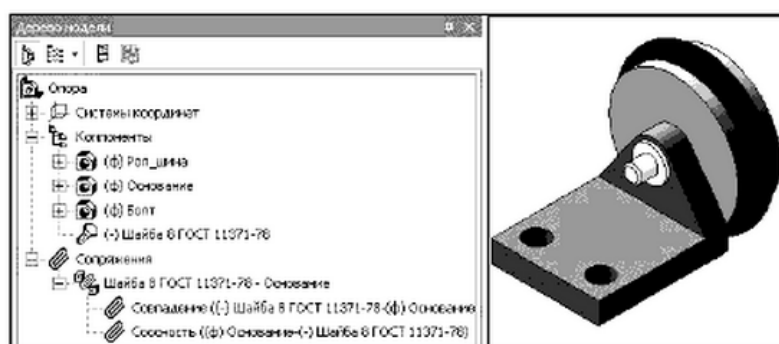 Дерево модели
Опора
Системы координат
Компоненты
(ф) Рол_шина
(ф) Основание
(ф) Болт
(-) Шайба 8 ГОСТ 11371-78
Сопряжения
Шайба 8 ГОСТ 11371-78 - Основание
Совпадение ((-) Шайба 8 ГОСТ 11371-78-(ф) Основание
Соосность ((ф) Основание-(-) Шайба 8 ГОСТ 11371-78)